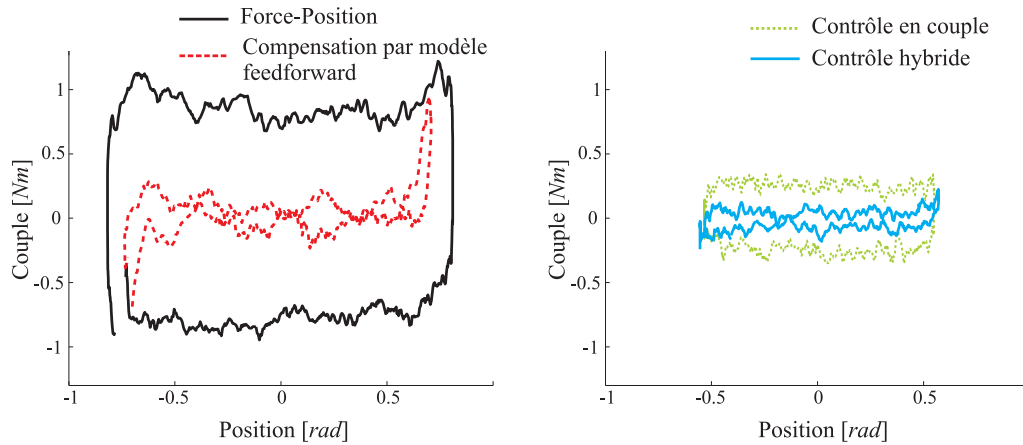 Force-Position
Compensation par modèle
feedforward
1
0.5
0
-0.5
-1
Couple [Nm]
-1
-0.5
0
0.5
Position [rad]
Contrôle en couple
Contrôle hybride
1
0.5
0
-0.5
-1
Couple [Nm]
-1
-0.5
0
0.5
Position [rad]